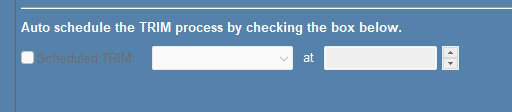 Auto schedule the TRIM process by checking the box below.
Scheduled TRIM: at